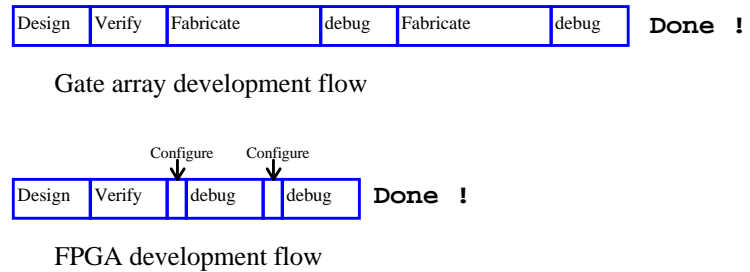 Design Verify Fabricate debug Fabricate debug Done !
Gate array development flow
Configure Configure
Design Verify debug debug Done !
FPGA development flow